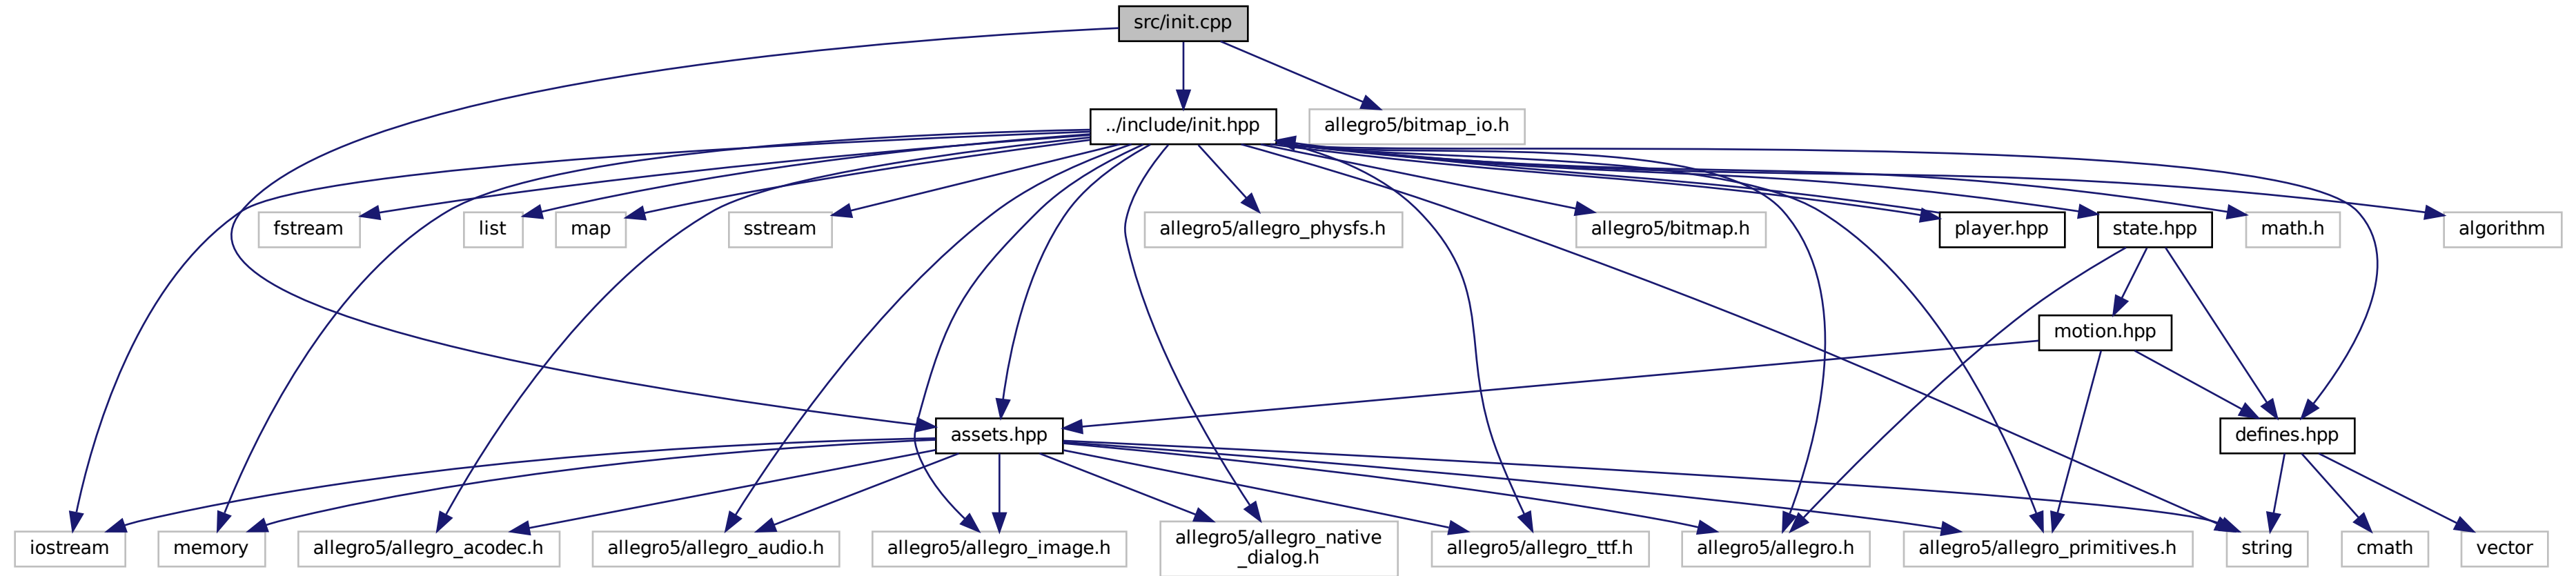 src/init.cpp
../include/init.hpp
allegro5/bitmap_io.h
fstream
list
map
sstream
allegro5/allegro_physfs.h
allegro5/bitmap.h
player.hpp
state.hpp
math.h
algorithm
motion.hpp
assets.hpp
defines.hpp
iostream
memory
allegro5/allegro_acodec.h
allegro5/allegro_audio.h
allegro5/allegro_image.h
allegro5/allegro_native
_dialog.h
allegro5/allegro_ttf.h
allegro5/allegro.h
allegro5/allegro_primitives.h
string
cmath
vector